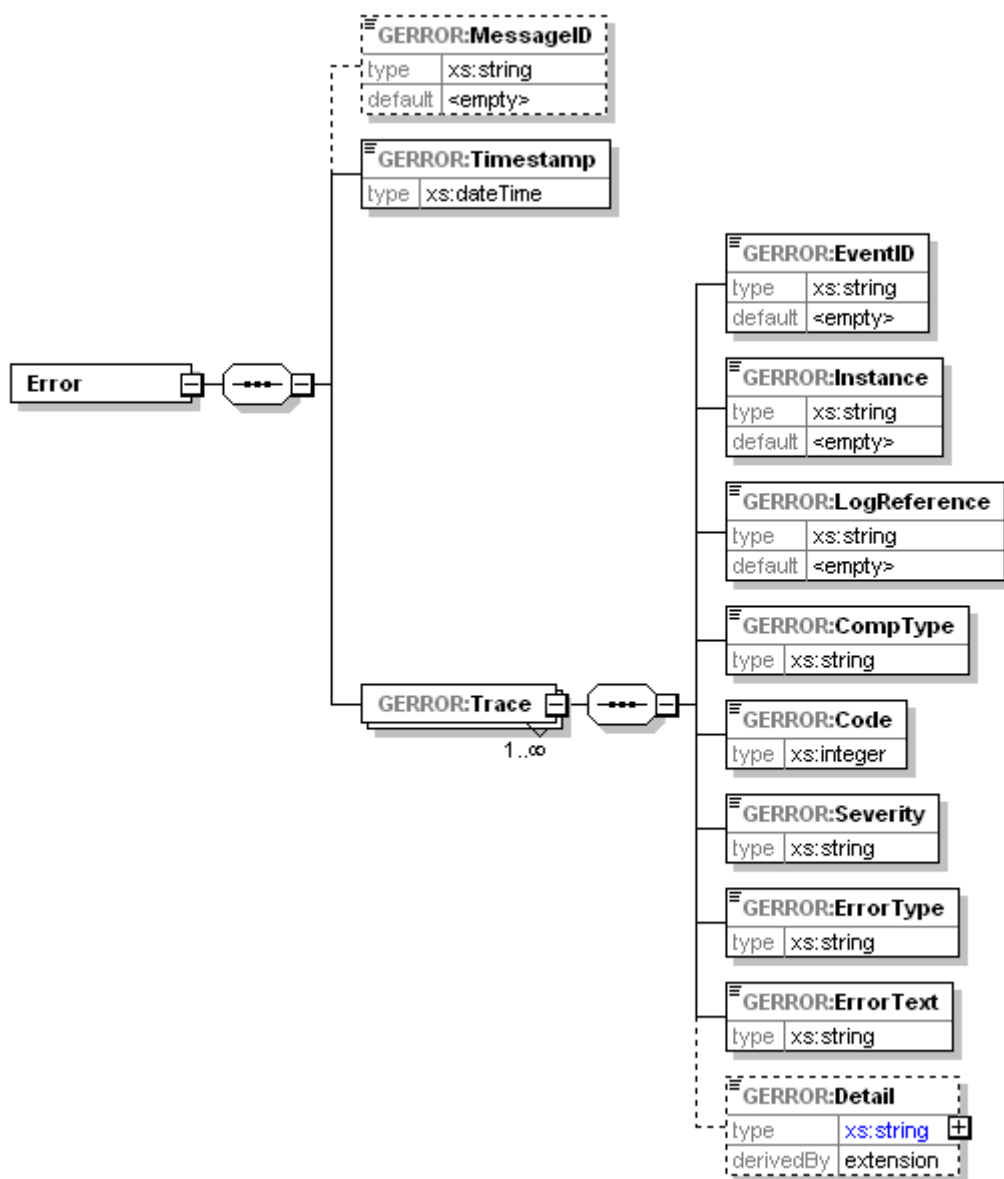 GERROR:MessageID
type xs:string
default <empty>
GERROR:Timestamp
type xs:dateTime
GERROR:EventID
type xs:string
default <empty>
GERROR:Instance
type xs:string
default <empty>
Error
GERROR:LogReference
type xs:string
default <empty>
GERROR:CompType
type xs:string
GERROR:Trace
1..∞
GERROR:Code
type xs:integer
GERROR:Severity
type xs:string
GERROR:ErrorType
type xs:string
GERROR:ErrorText
type xs:string
GERROR:Detail
type xs:string
derivedBy extension